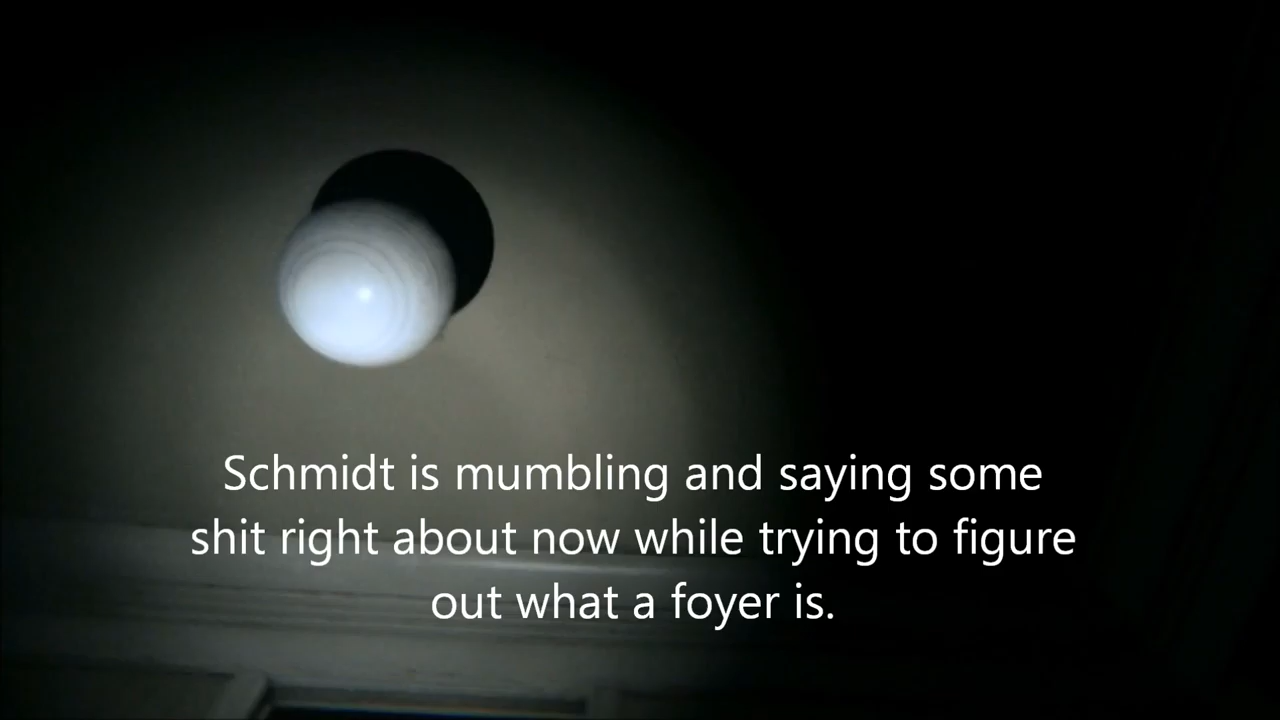 Schmidt is mumbling and saying some
shit right about now while trying to figure
out what a foyer is.